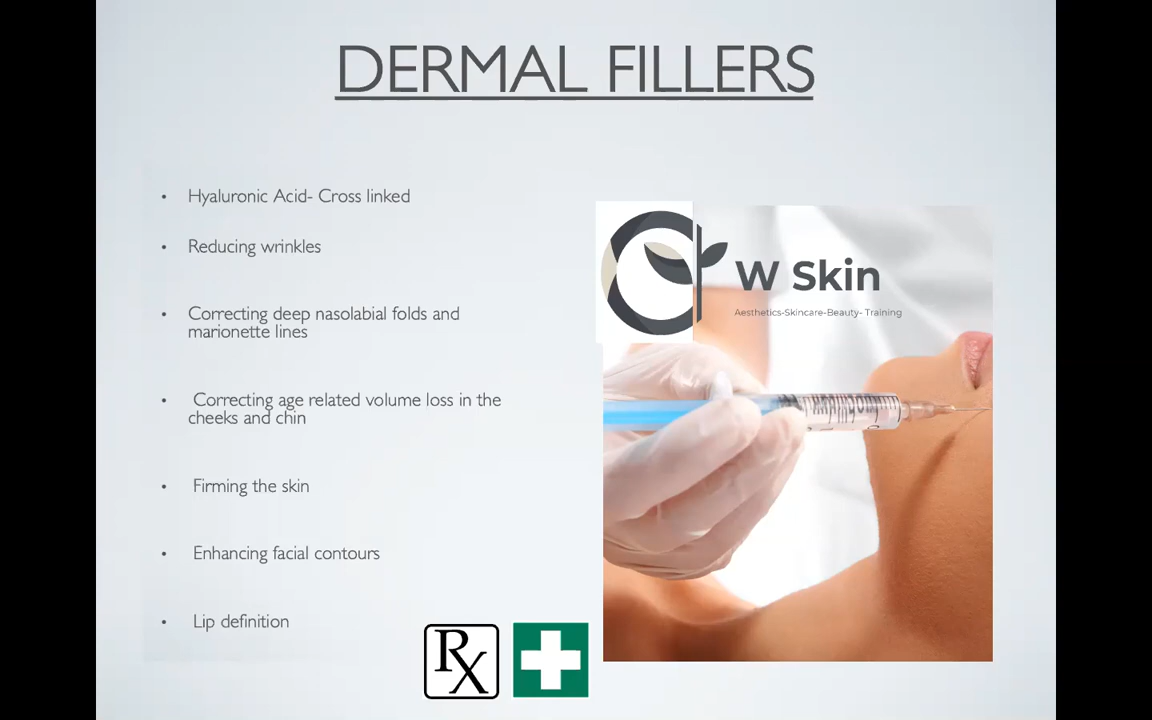 DERMAL FILLERS
• Hyaluronic Acid- Cross linked
• Reducing wrinkles
• Correcting deep nasolabial folds and
marionette lines
• Correcting age related volume loss in the
cheeks and chin
• Firming the skin
• Enhancing facial contours
• Lip definition
W Skin
Aesthetics-Skincare-Beauty- Training
Rx